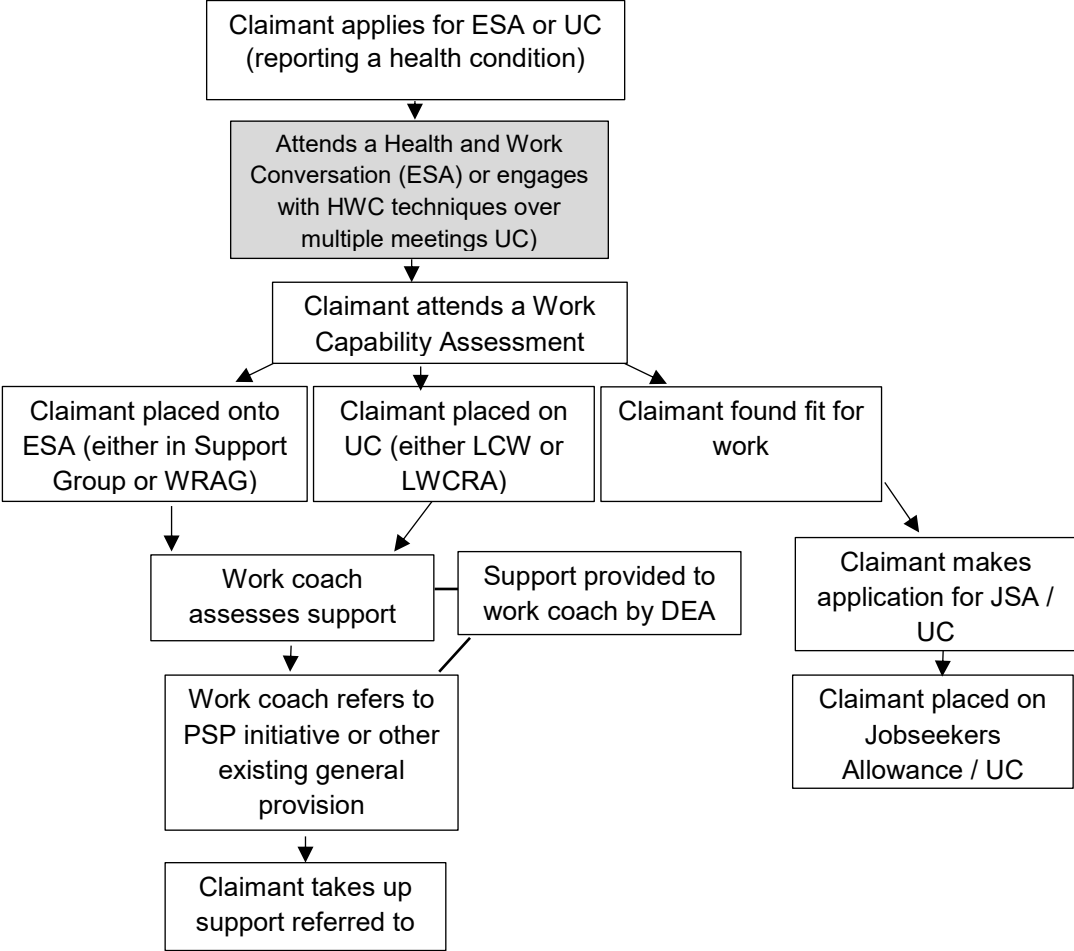 Claimant applies for ESA or UC
(reporting a health condition)
Attends a Health and Work
Conversation (ESA) or engages
with HWC techniques over
multiple meetings UC)
Claimant attends a Work
Capability Assessment
Claimant placed onto
ESA (either in Support
Group or WRAG)
Claimant placed on
UC (either LCW or
LWCRA)
Claimant found fit for
work
Work coach
assesses support
Support provided to
work coach by DEA
Claimant makes
application for JSA /
UC
Work coach refers to
PSP initiative or other
existing general
provision
Claimant placed on
Jobseekers
Allowance / UC
Claimant takes up
support referred to